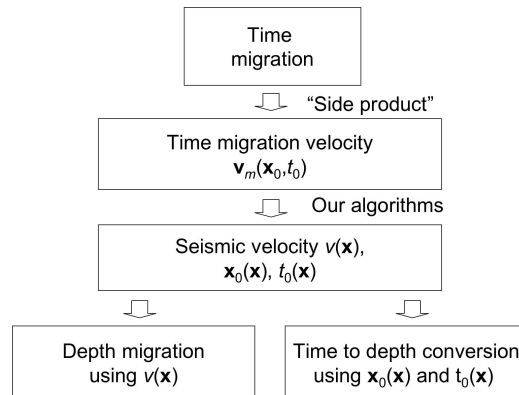 Time
migration
“Side product”
Time migration velocity
vₘ(x₀,t₀)
Our algorithms
Seismic velocity v(x),
x₀(x), t₀(x)
Depth migration
using v(x)
Time to depth conversion
using x₀(x) and t₀(x)